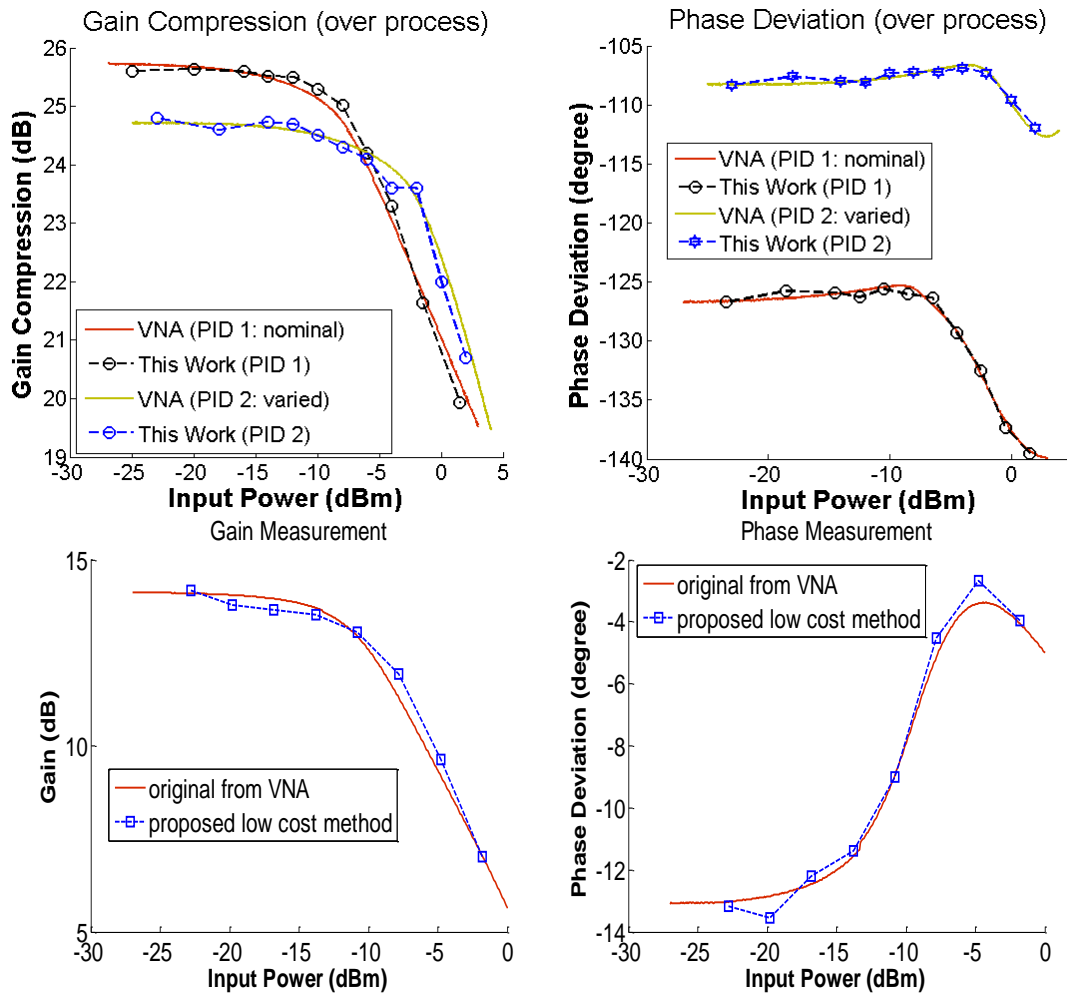 Gain Compression (over process)
Gain Compression (dB)
26
25
24
23
22
21
20
19
VNA (PID 1: nominal)
This Work (PID 1)
VNA (PID 2: varied)
This Work (PID 2)
-30 -25 -20 -15 -10 -5 0 5
Input Power (dBm)
Phase Deviation (over process)
Phase Deviation (degree)
-105
-110
-115
-120
-125
-130
-135
-140
VNA (PID 1: nominal)
This Work (PID 1)
VNA (PID 2: varied)
This Work (PID 2)
-30 -20 -10 0
Input Power (dBm)
Gain Measurement
Gain (dB)
15
10
5
original from VNA
proposed low cost method
-30 -25 -20 -15 -10 -5 0
Input Power (dBm)
Phase Measurement
Phase Deviation (degree)
-2
-4
-6
-8
-10
-12
-14
original from VNA
proposed low cost method
-30 -25 -20 -15 -10 -5 0
Input Power (dBm)